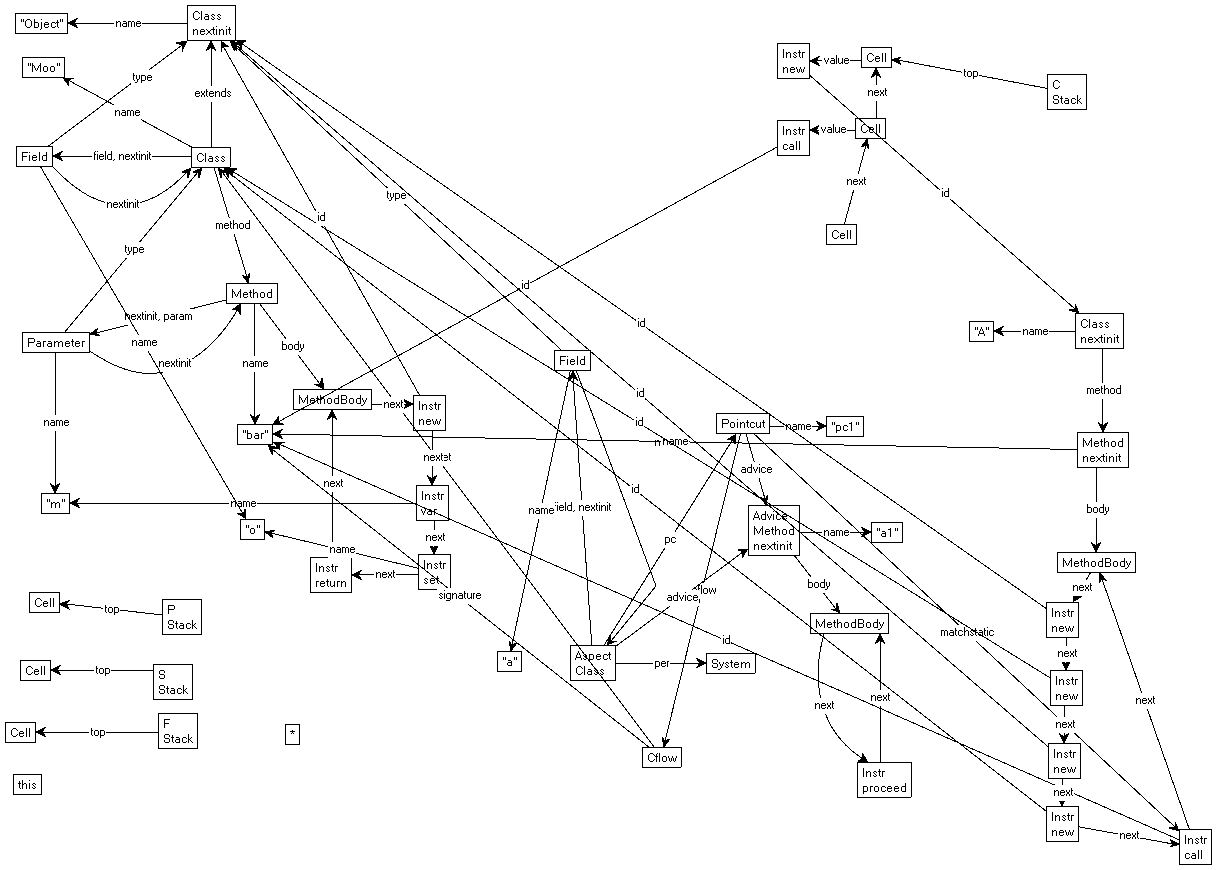 "Object"
name
Class
nextinit
"Moo"
type
name
extends
Instr
new
value
Cell
top
C
Stack
next
Field
field, nextinit
Class
Instr
call
value
Cell
nextinit
type
id
next
id
method
type
Cell
Method
id
nextinit, param
Parameter
name
nextinit
name
body
id
Field
"A"
name
Class
nextinit
method
MethodBody
next
Instr
new
id
name
"bar"
id
Pointcut
name
"pc1"
name
Method
nextinit
next
advice
next
id
"m"
name
Instr
var
name
field, nextinit
Advice
Method
nextinit
name
"a1"
body
"o"
next
pc
name
MethodBody
Instr
return
next
Instr
set
body
next
Cell
top
P
Stack
signature
advice
flow
MethodBody
Instr
new
matchstatic
id
next
"a"
Aspect
Class
per
System
Cell
top
S
Stack
Instr
new
next
next
next
next
Cell
top
F
Stack
*
Cflow
Instr
new
this
Instr
proceed
next
Instr
new
next
Instr
call